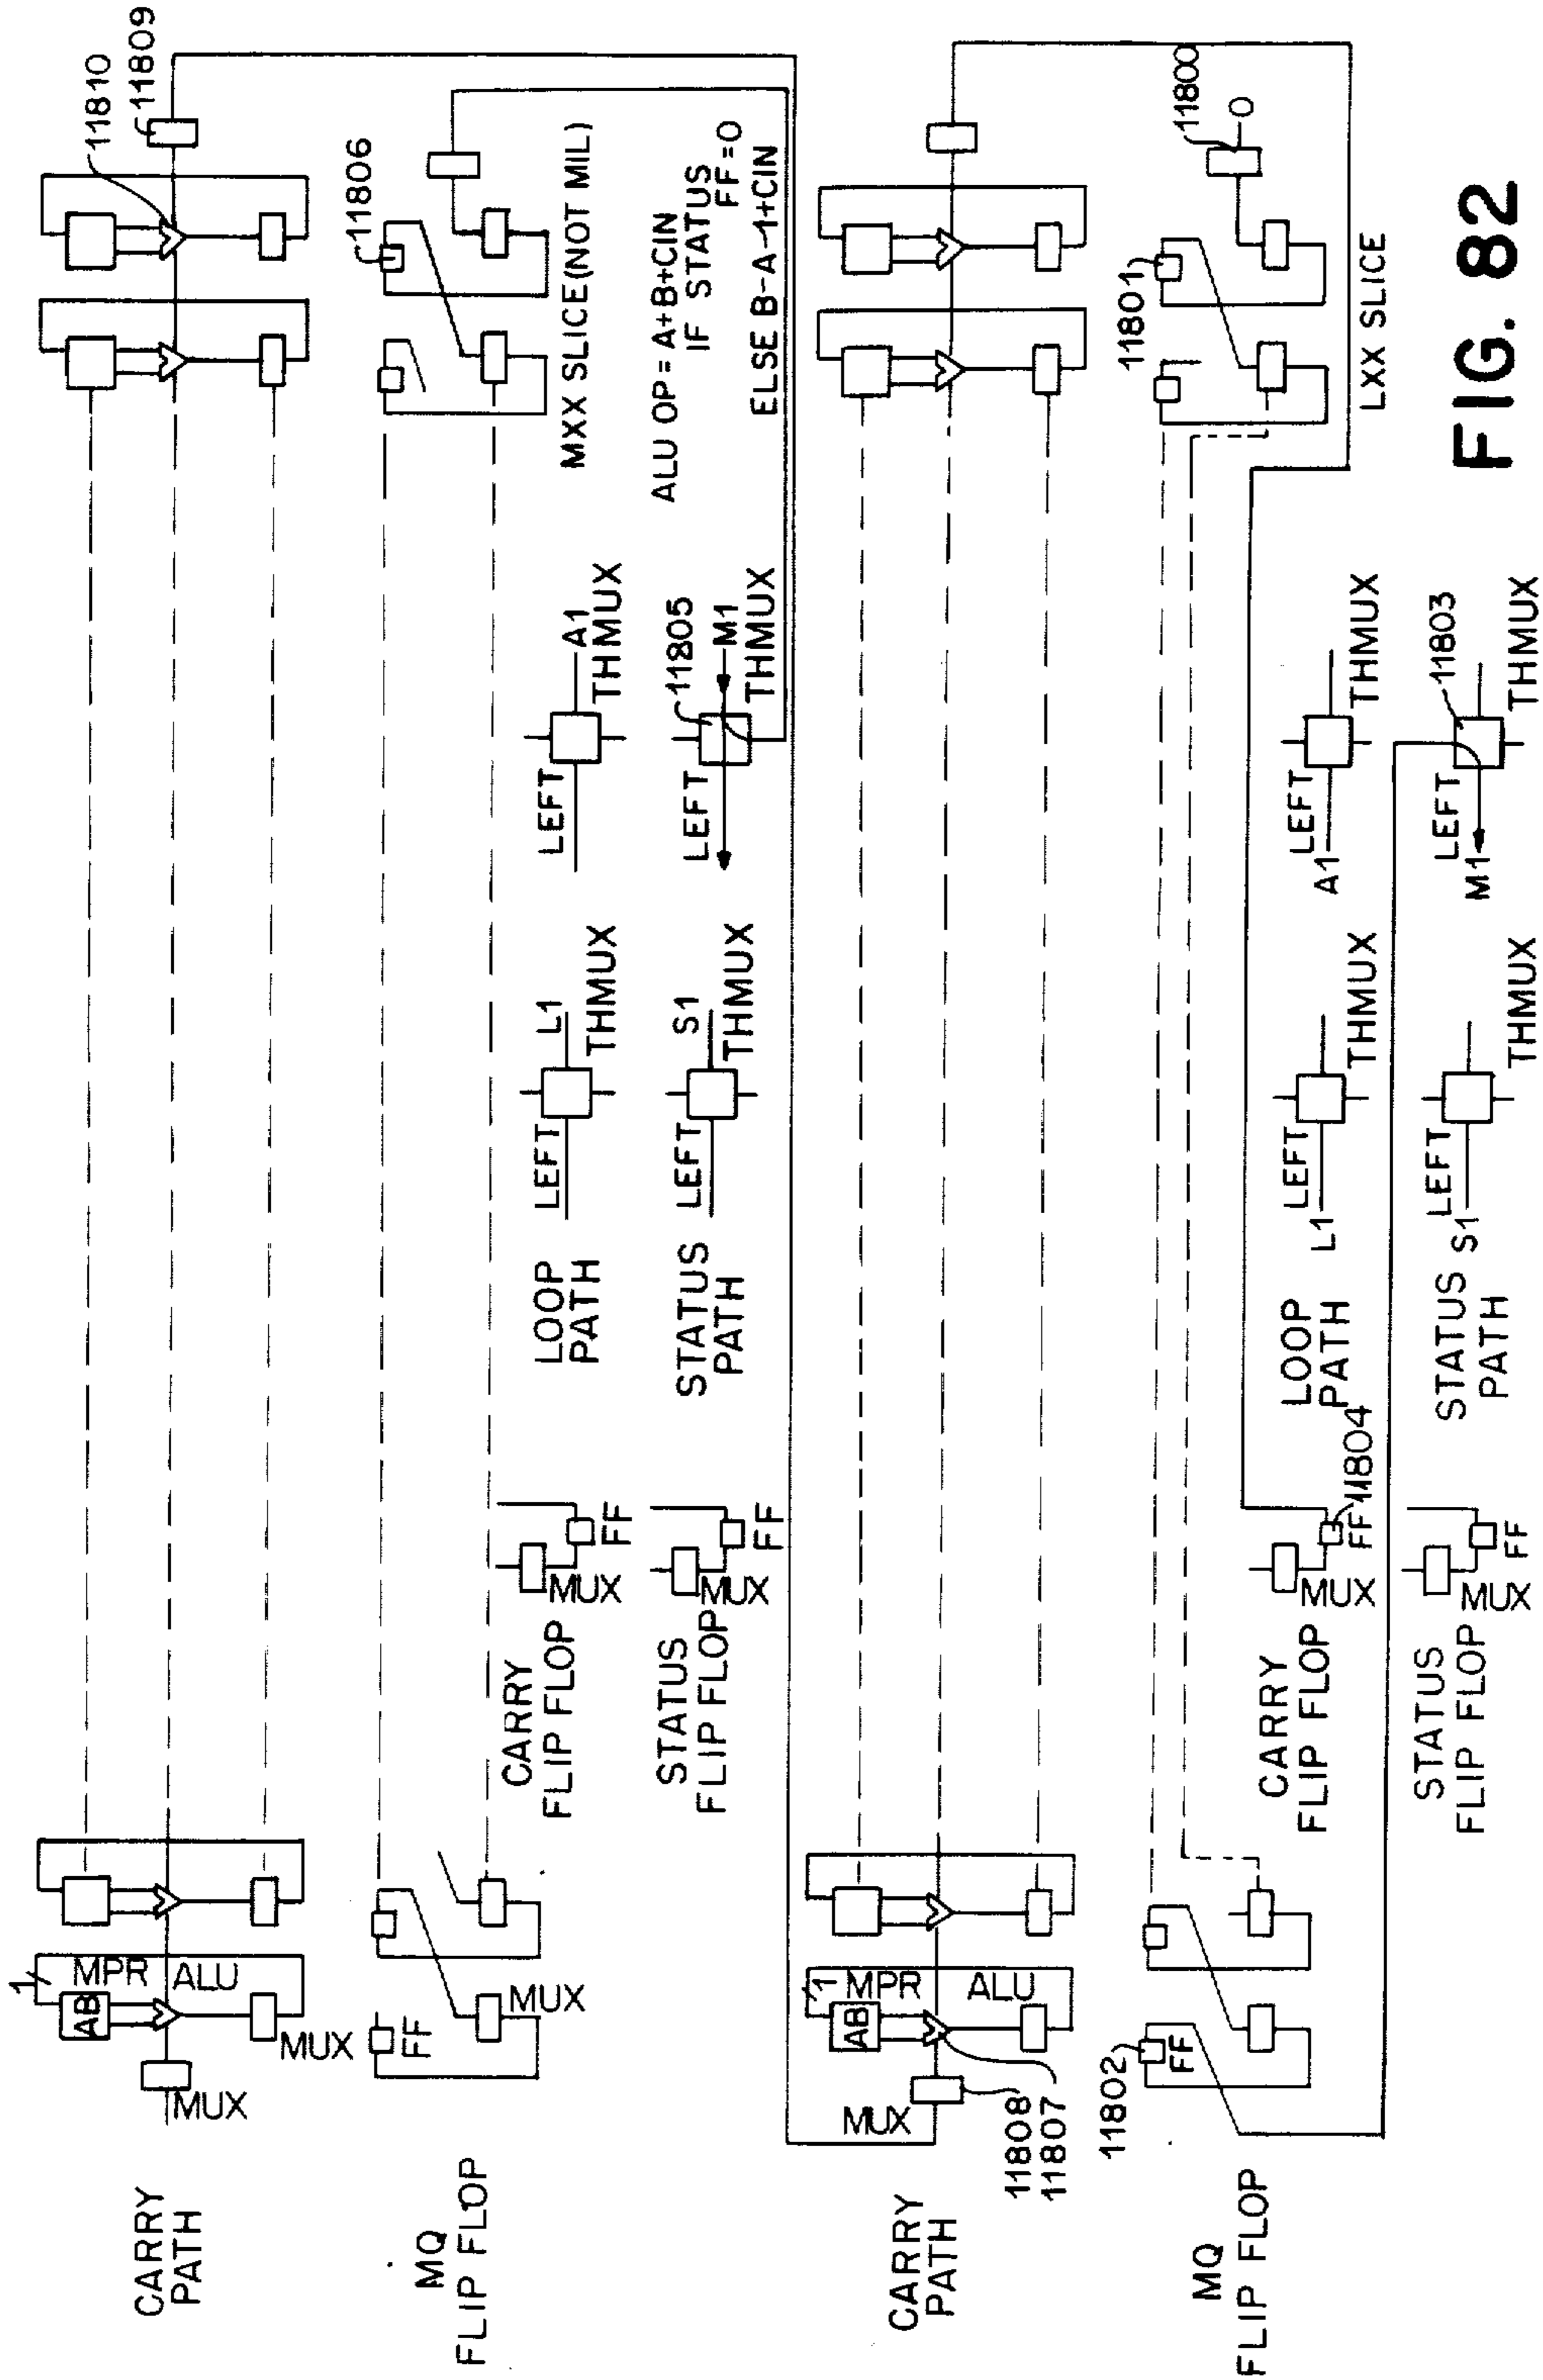 CARRY
PATH
1
MPR
ALU
AB
MUX
MUX
11810
11809
MQ
FLIP FLOP
FF
MUX
11806
MXX SLICE (NOT MIL)
CARRY
FLIP FLOP
MUX
FF
LOOP
PATH
LEFT
L1
THMUX
LEFT
A1
THMUX
ALU OP = A+B+CIN
IF STATUS
FF=0
ELSE B-A-1+CIN
STATUS
FLIP FLOP
MUX
FF
STATUS
PATH
LEFT
S1
THMUX
LEFT
11805
M1
THMUX
CARRY
PATH
MUX
1
MPR
ALU
AB
11808
11807
MQ
FLIP FLOP
11802
FF
11801
11800
0
LXX SLICE
CARRY
FLIP FLOP
MUX
FF
11804
LOOP
PATH
L1
LEFT
THMUX
A1
LEFT
THMUX
STATUS
FLIP FLOP
MUX
FF
STATUS
PATH
S1
LEFT
THMUX
M1
LEFT
11803
THMUX
FIG. 82